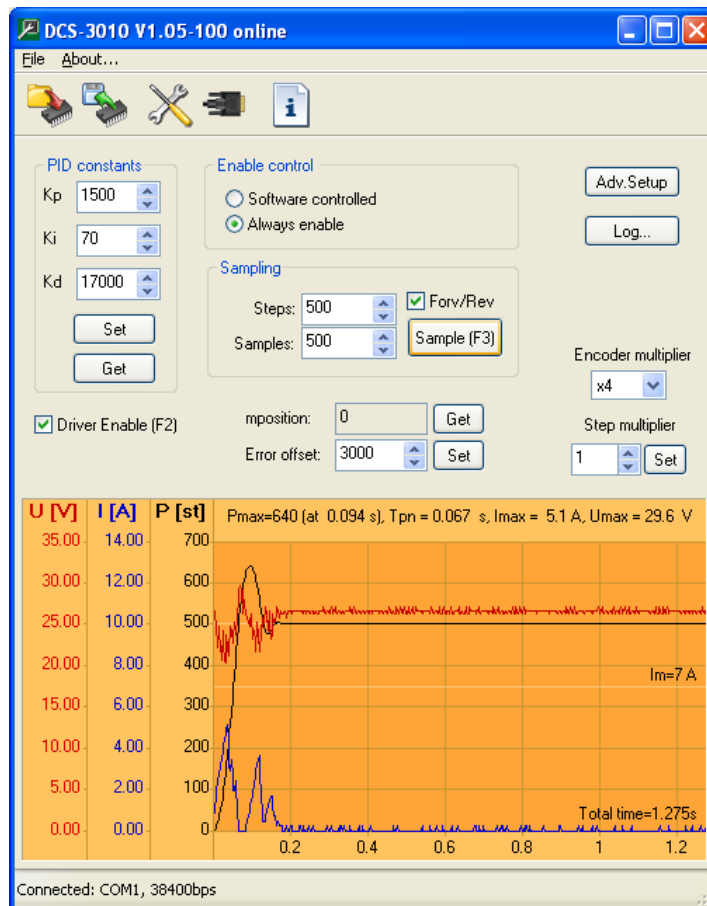 DCS-3010 V1.05-100 online
File About...
PID constants
Kp 1500
Ki 70
Kd 17000
Set
Get
Enable control
Software controlled
Always enable
Adv.Setup
Log...
Sampling
Steps: 500
Forv/Rev
Samples: 500
Sample (F3)
Encoder multiplier
x4
Driver Enable (F2)
mposition: 0 Get
Error offset: 3000 Set
Step multiplier
1 Set
U [V] I [A] P [st]
Pmax=640 (at 0.094 s), Tpn = 0.067 s, Imax = 5.1 A, Umax = 29.6 V
35.00 14.00 700
30.00 12.00 600
25.00 10.00 500
20.00 8.00 400
Im=7 A
15.00 6.00 300
10.00 4.00 200
5.00 2.00 100
Total time=1.275s
0.00 0.00 0
0.2 0.4 0.6 0.8 1 1.2
Connected: COM1, 38400bps